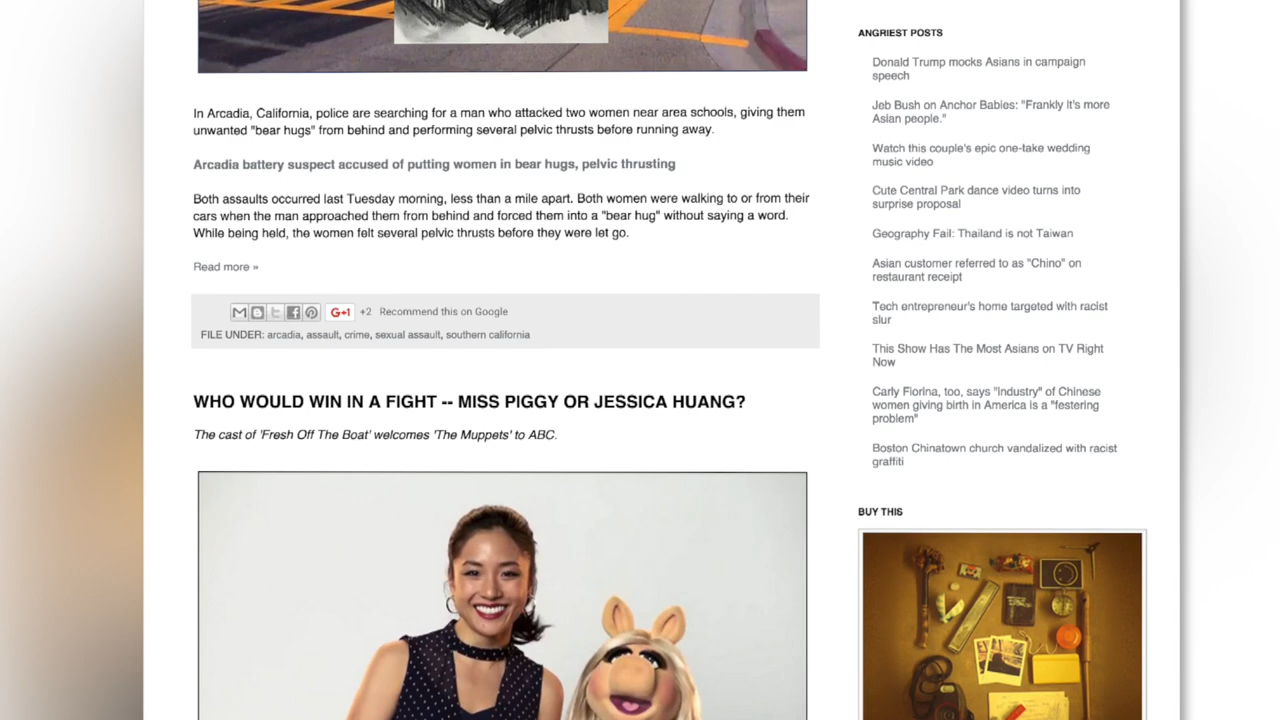 In Arcadia, California, police are searching for a man who attacked two women near area schools, giving them
unwanted "bear hugs" from behind and performing several pelvic thrusts before running away.
Arcadia battery suspect accused of putting women in bear hugs, pelvic thrusting
Both assaults occurred last Tuesday morning, less than a mile apart. Both women were walking to or from their
cars when the man approached them from behind and forced them into a "bear hug" without saying a word.
While being held, the women felt several pelvic thrusts before they were let go.
Read more »
G+1 +2 Recommend this on Google
FILE UNDER: arcadia, assault, crime, sexual assault, southern california
WHO WOULD WIN IN A FIGHT -- MISS PIGGY OR JESSICA HUANG?
The cast of 'Fresh Off The Boat' welcomes 'The Muppets' to ABC.
ANGRIEST POSTS
Donald Trump mocks Asians in campaign
speech
Jeb Bush on Anchor Babies: "Frankly it's more
Asian people."
Watch this couple's epic one-take wedding
music video
Cute Central Park dance video turns into
surprise proposal
Geography Fail: Thailand is not Taiwan
Asian customer referred to as "Chino" on
restaurant receipt
Tech entrepreneur's home targeted with racist
slur
This Show Has The Most Asians on TV Right
Now
Carly Fiorina, too, says "industry" of Chinese
women giving birth in America is a "festering
problem"
Boston Chinatown church vandalized with racist
graffiti
BUY THIS